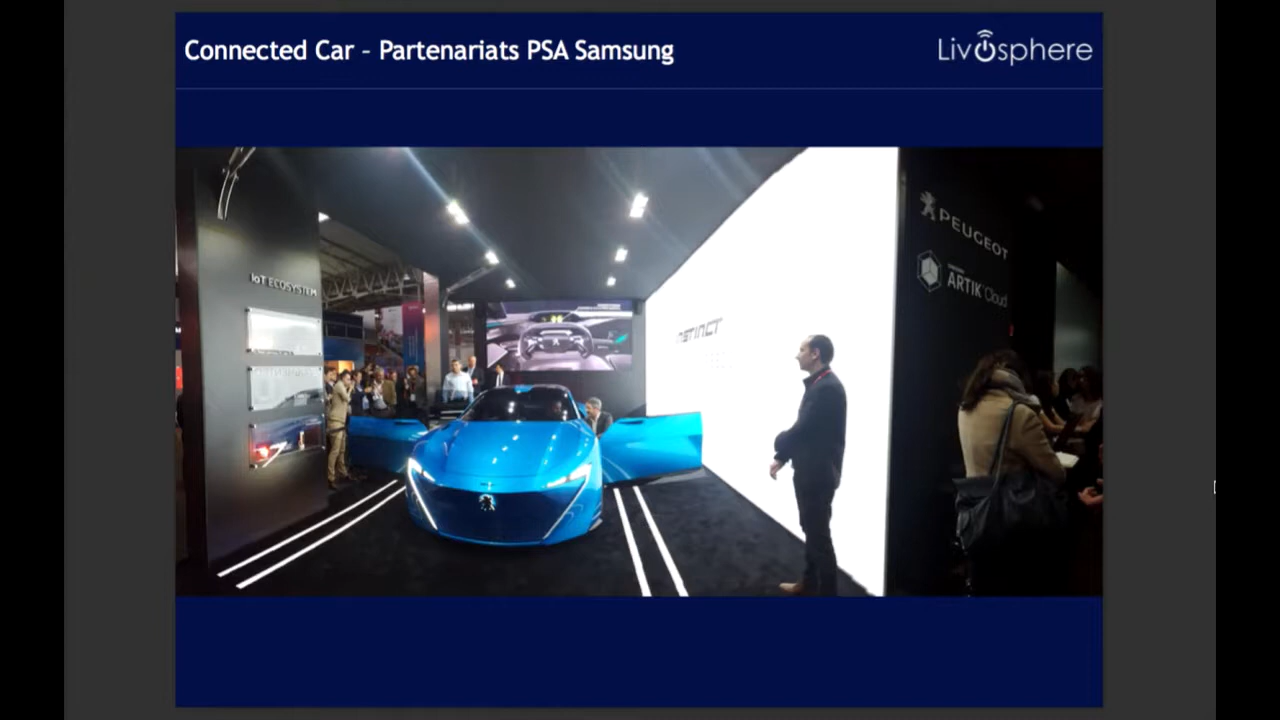 Connected Car – Partenariats PSA Samsung
Livosphere
IoT ECOSYSTEM
INSTINCT
PEUGEOT
ARTIK Cloud